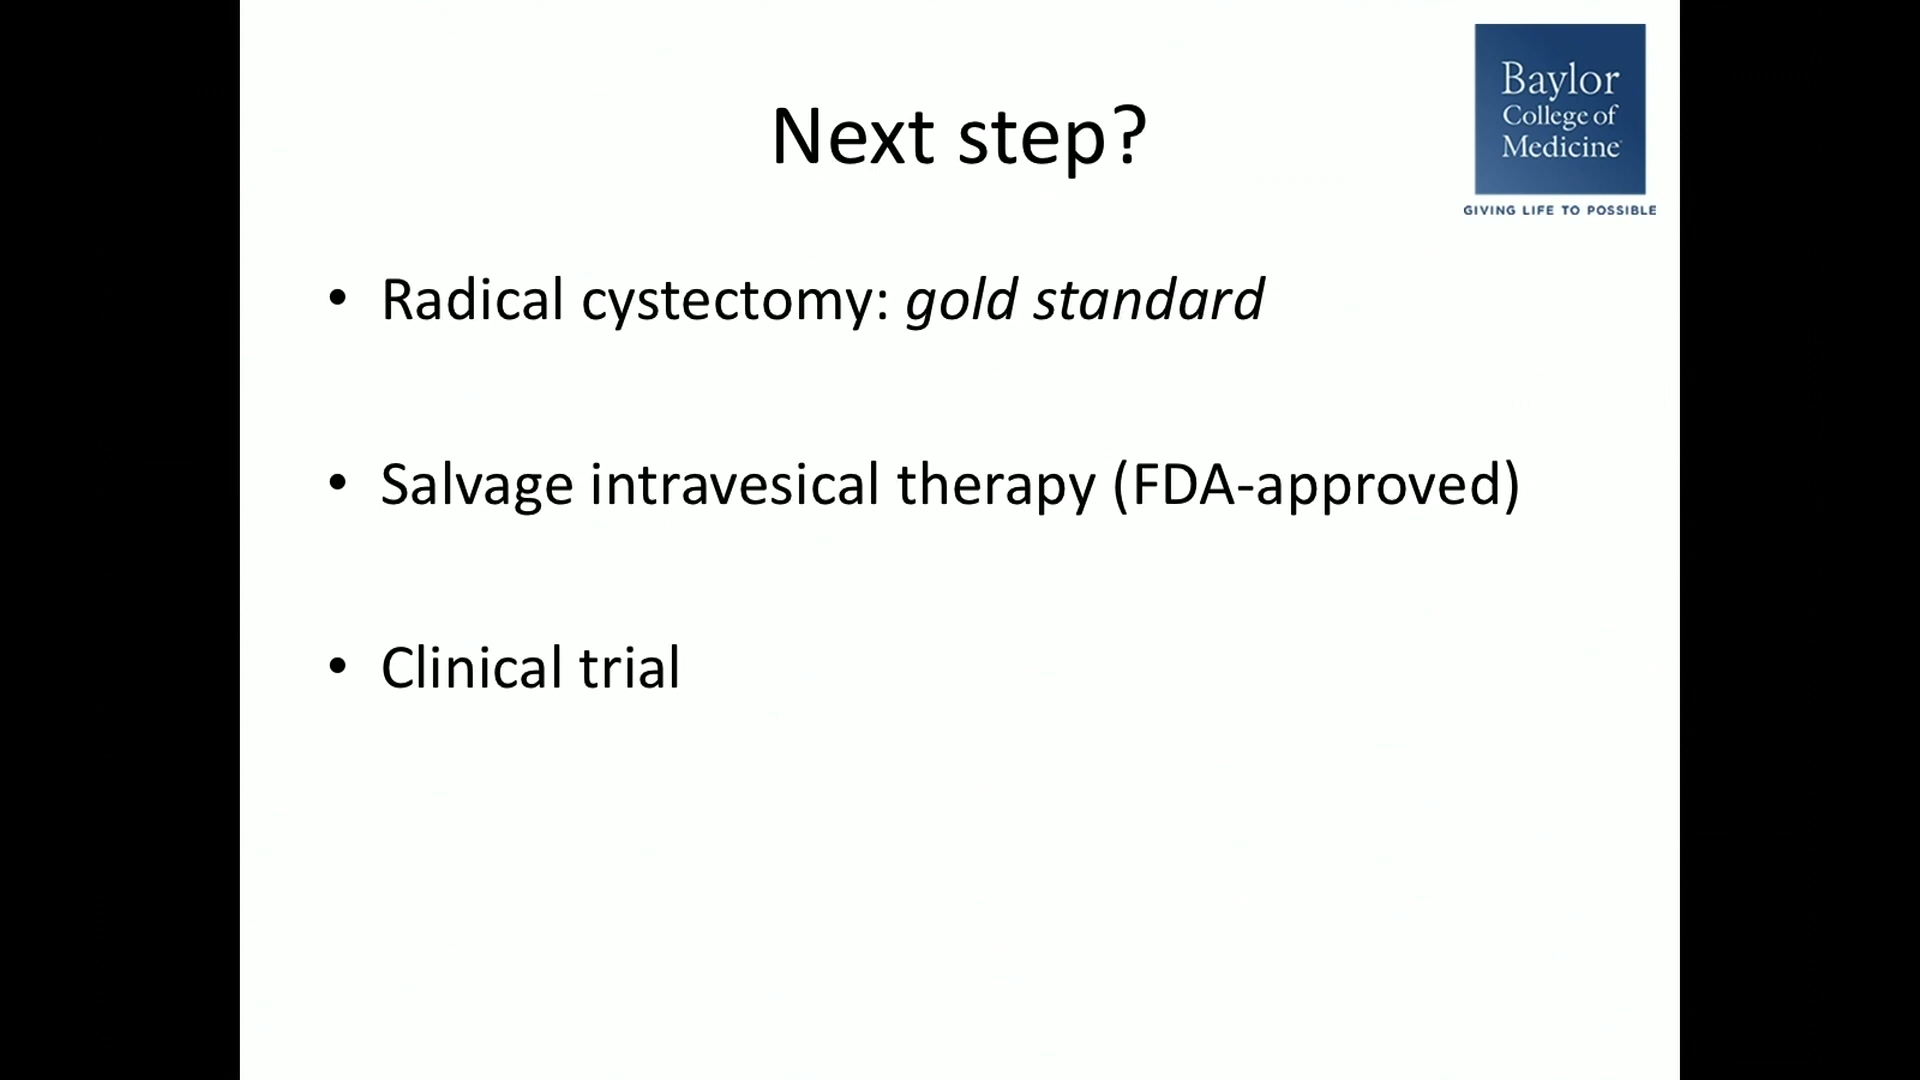 Baylor
College of
Medicine
GIVING LIFE TO POSSIBLE
Next step?
• Radical cystectomy: gold standard
• Salvage intravesical therapy (FDA-approved)
• Clinical trial